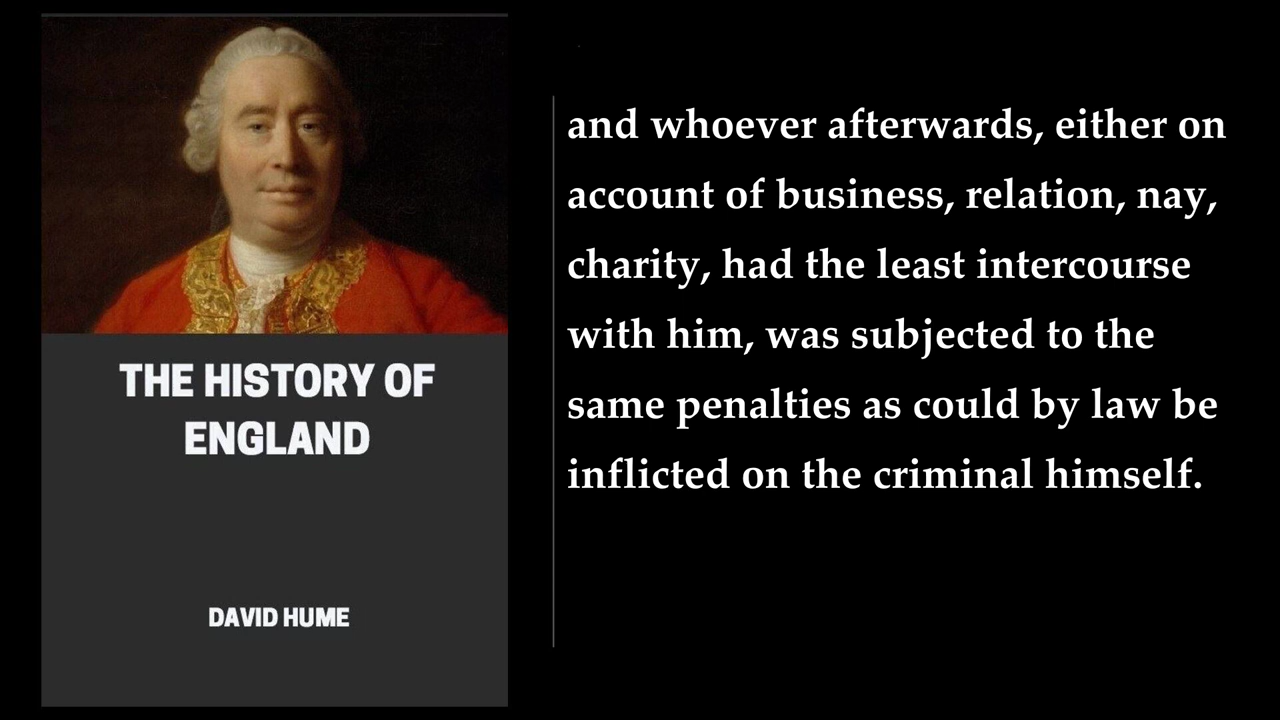 THE HISTORY OF
ENGLAND
DAVID HUME
and whoever afterwards, either on
account of business, relation, nay,
charity, had the least intercourse
with him, was subjected to the
same penalties as could by law be
inflicted on the criminal himself.